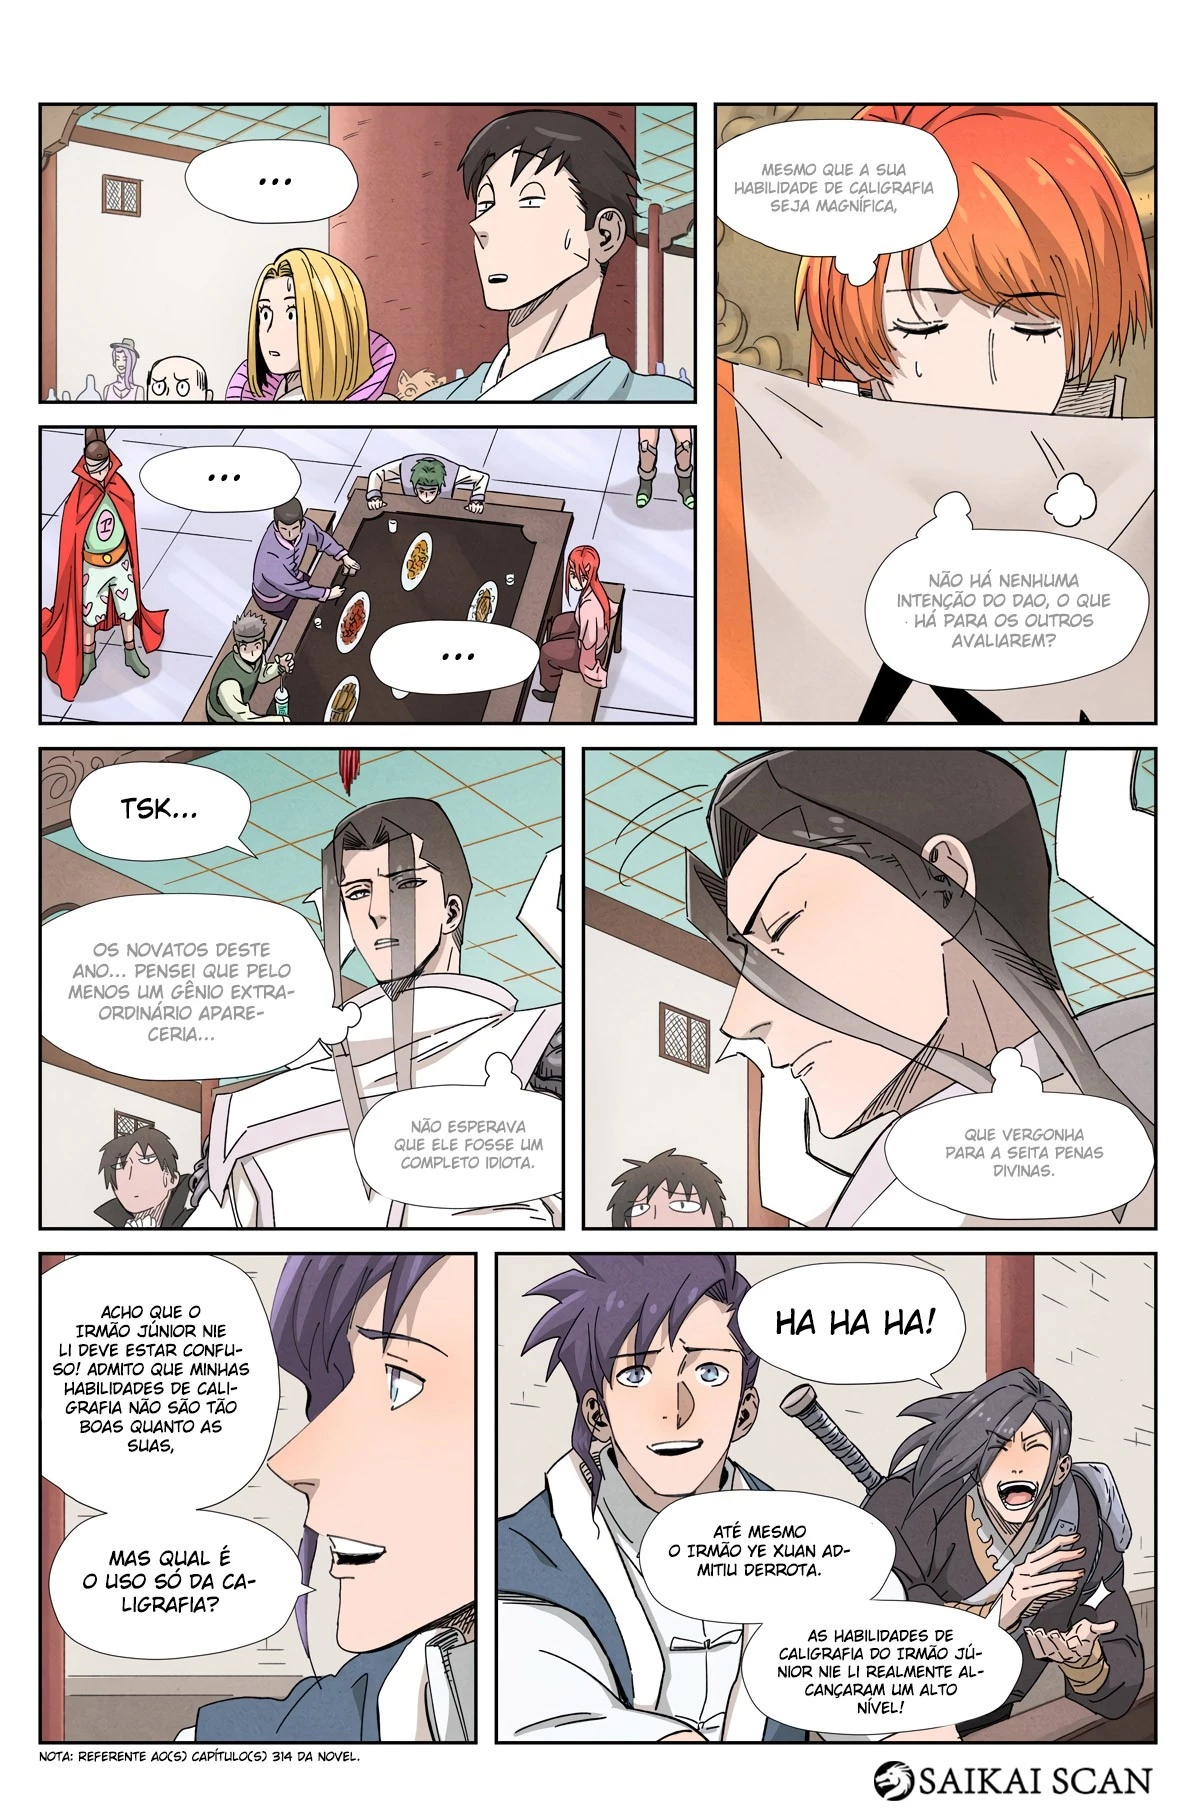 ...
MESMO QUE A SUA
HABILIDADE DE CALIGRAFIA
SEJA MAGNÍFICA,
NÃO HÁ NENHUMA
INTENÇÃO DO DAO, O QUE
HÁ PARA OS OUTROS
AVALIAREM?
...
...
TSK...
OS NOVATOS DESTE
ANO... PENSEI QUE PELO
MENOS UM GÊNIO EXTRA-
ORDINÁRIO APARE-
CERIA...
NÃO ESPERAVA
QUE ELE FOSSE UM
COMPLETO IDIOTA.
QUE VERGONHA
PARA A SEITA PENAS
DIVINAS.
ACHO QUE O
IRMÃO JÚNIOR NIE
LI DEVE ESTAR CONFU-
SO! ADMITO QUE MINHAS
HABILIDADES DE CALI-
GRAFIA NÃO SÃO TÃO
BOAS QUANTO AS
SUAS,
MAS QUAL É
O USO SÓ DA CA-
LIGRAFIA?
HA HA HA!
ATÉ MESMO
O IRMÃO YE XUAN AD-
MITIU DERROTA.
AS HABILIDADES DE
CALIGRAFIA DO IRMÃO JÚ-
NIOR NIE LI REALMENTE AL-
CANÇARAM UM ALTO
NÍVEL!
NOTA: REFERENTE AO(S) CAPÍTULO(S) 314 DA NOVEL.
SAIKAI SCAN